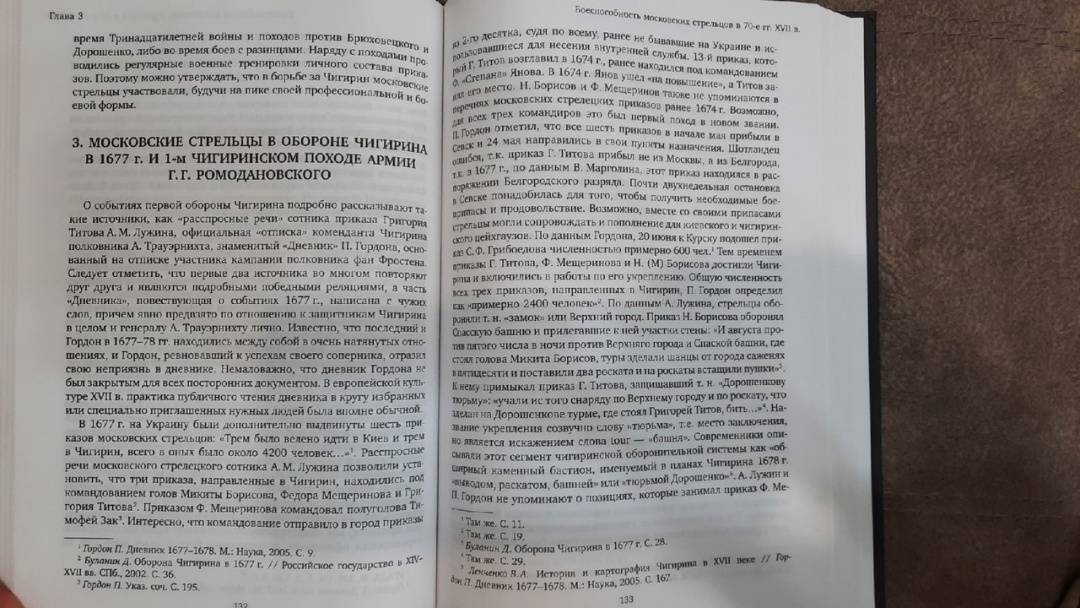 Глава 3
время Тринадцатилетней войны и походов против Брюховецкого и
Дорошенко, либо во время боев с разинцами. Наряду с походами про-
водились регулярные военные тренировки личного состава прика-
зов. Поэтому можно утверждать, что в борьбе за Чигирин московские
стрельцы участвовали, будучи на пике своей профессиональной и бо-
евой формы.
3. МОСКОВСКИЕ СТРЕЛЬЦЫ В ОБОРОНЕ ЧИГИРИНА
В 1677 г. И 1-м ЧИГИРИНСКОМ ПОХОДЕ АРМИИ
Г. Г. РОМОДАНОВСКОГО
О событиях первой обороны Чигирина подробно рассказывают та-
кие источники, как «расспросные речи» сотника приказа Григория
Титова А. М. Лужина, официальная «отписка» коменданта Чигирина
полковника А. Трауэрнихта, знаменитый «Дневник» П. Гордона, осно-
ванный на отписке участника кампании полковника фан Фростена.
Следует отметить, что первые два источника во многом повторяют
друг друга и являются подробными победными реляциями, а часть
«Дневника», повествующая о событиях 1677 г., написана с чужих
слов, причем явно предвзято по отношению к защитникам Чигирина
в целом и генералу А. Трауэрнихту лично. Известно, что последний и
Гордон в 1677–78 гг. находились между собой в очень натянутых отно-
шениях, и Гордон, ревновавший к успехам своего соперника, отразил
свою неприязнь в дневнике. Немаловажно, что дневник Гордона не
был закрытым для всех посторонних документом. В европейской куль-
туре XVII в. практика публичного чтения дневника в кругу избранных
или специально приглашенных нужных людей была вполне обычной.
В 1677 г. на Украину были дополнительно выдвинуты шесть при-
казов московских стрельцов: «Трем было велено идти в Киев и трем
в Чигирин, всего в оных было около 4200 человек…»¹. Расспросные
речи московского стрелецкого сотника А. М. Лужина позволили уста-
новить, что три приказа, направленные в Чигирин, находились под
командованием голов Микиты Борисова, Федора Мещеринова и Гри-
гория Титова². Приказом Ф. Мещеринова командовал полуголова Ти-
мофей Зак³. Интересно, что командование отправило в город приказы
¹ Гордон П. Дневник 1677–1678. М.: Наука, 2005. С. 9.
² Буланин Д. Оборона Чигирина в 1677 г. // Российское государство в XIV-
XVII вв. СПб., 2002. С. 36.
³ Гордон П. Указ. соч. С. 195.
132
Боеспособность московских стрельцов в 70-е гг. XVII в.
из 2-го десятка, судя по всему, ранее не бывавшие на Украине и ис-
пользовавшиеся для несения внутренней службы. 13-й приказ, кото-
рый Г. Титов возглавил в 1674 г., ранее находился под командованием
Ф. «Степана» Янова. В 1674 г. Янов ушел «на повышение», а Титов за-
нял его место. Н. Борисов и Ф. Мещеринов также не упоминаются в
перечнях московских стрелецких приказов ранее 1674 г. Возможно,
для всех трех командиров это был первый поход в новом звании.
П. Гордон отметил, что все шесть приказов в начале мая прибыли в
Севск и 24 мая направились в свои пункты назначения. Шотландец
ошибся, т.к. приказ Г. Титова прибыл не из Москвы, а из Белгорода,
т.к. в 1677 г., по данным В. Марголина, этот приказ находился в рас-
поряжении Белгородского разряда. Почти двухнедельная остановка
в Севске понадобилась для того, чтобы получить необходимые бое-
припасы и продовольствие. Возможно, вместе со своими припасами
стрельцы могли сопровождать и пополнение для киевского и чигирин-
ского цейхгаузов. По данным Гордона, 20 июня к Курску подошел при-
каз С. Ф. Грибоедова численностью примерно 600 чел.¹ Тем временем
приказы Г. Титова, Ф. Мещеринова и Н. (М) Борисова достигли Чиги-
рина и включились в работы по его укреплению. Общую численность
всех трех приказов, направленных в Чигирин, П. Гордон определил
как «примерно 2400 человек»². По данным А. Лужина, стрельцы обо-
роняли т. н. «замок» или Верхний город. Приказ Н. Борисова оборонял
Спасскую башню и прилегавшие к ней участки стены: «И августа про-
тив пятого числа в ночи против Верхнего города и Спаской башни, где
стоял голова Микита Борисов, туры зделали шанцы от города саженях
в пятидесяти и поставили два роската и на роскаты встащили пушки»³.
К нему примыкал приказ Г. Титова, защищавший т. н. «Дорошенкову
тюрьму»: «учали ис того снаряду по Верхнему городу и по роскату, что
зделан на Дорошенкове турме, где стоял Григорей Титов, бить…»⁴. На-
звание укрепления созвучно слову «тюрьма», т.е. место заключения,
но является искажением слова tour — «башня». Современники опи-
сывали этот сегмент чигиринской оборонительной системы как «об-
ширный каменный бастион, именуемый в планах Чигирина 1678 г.
«выводом, раскатом, башней» или «тюрьмой Дорошенко»⁵. А. Лужин и
П. Гордон не упоминают о позициях, которые занимал приказ Ф. Ме-
¹ Там же. С. 11.
² Там же. С. 19.
³ Буланин Д. Оборона Чигирина в 1677 г. С. 28.
⁴ Там же. С. 29.
⁵ Ленченко В.А. История и картография Чигирина в XVII веке // Гор-
дон П. Дневник 1677–1678. М.: Наука, 2005. С. 167
133